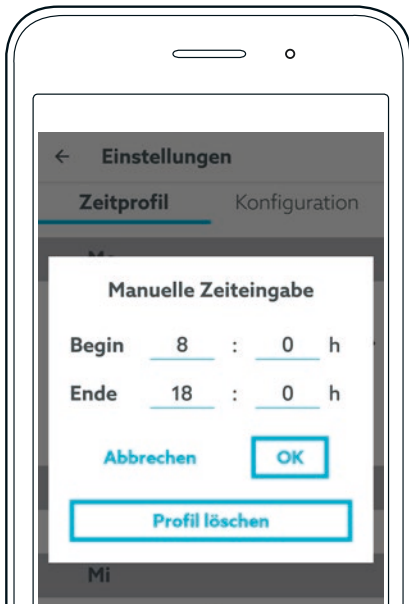 ← Einstellungen
Zeitprofil Konfiguration
Manuelle Zeiteingabe
Begin 8 : 0 h
Ende 18 : 0 h
Abbrechen OK
Profil löschen
Mi